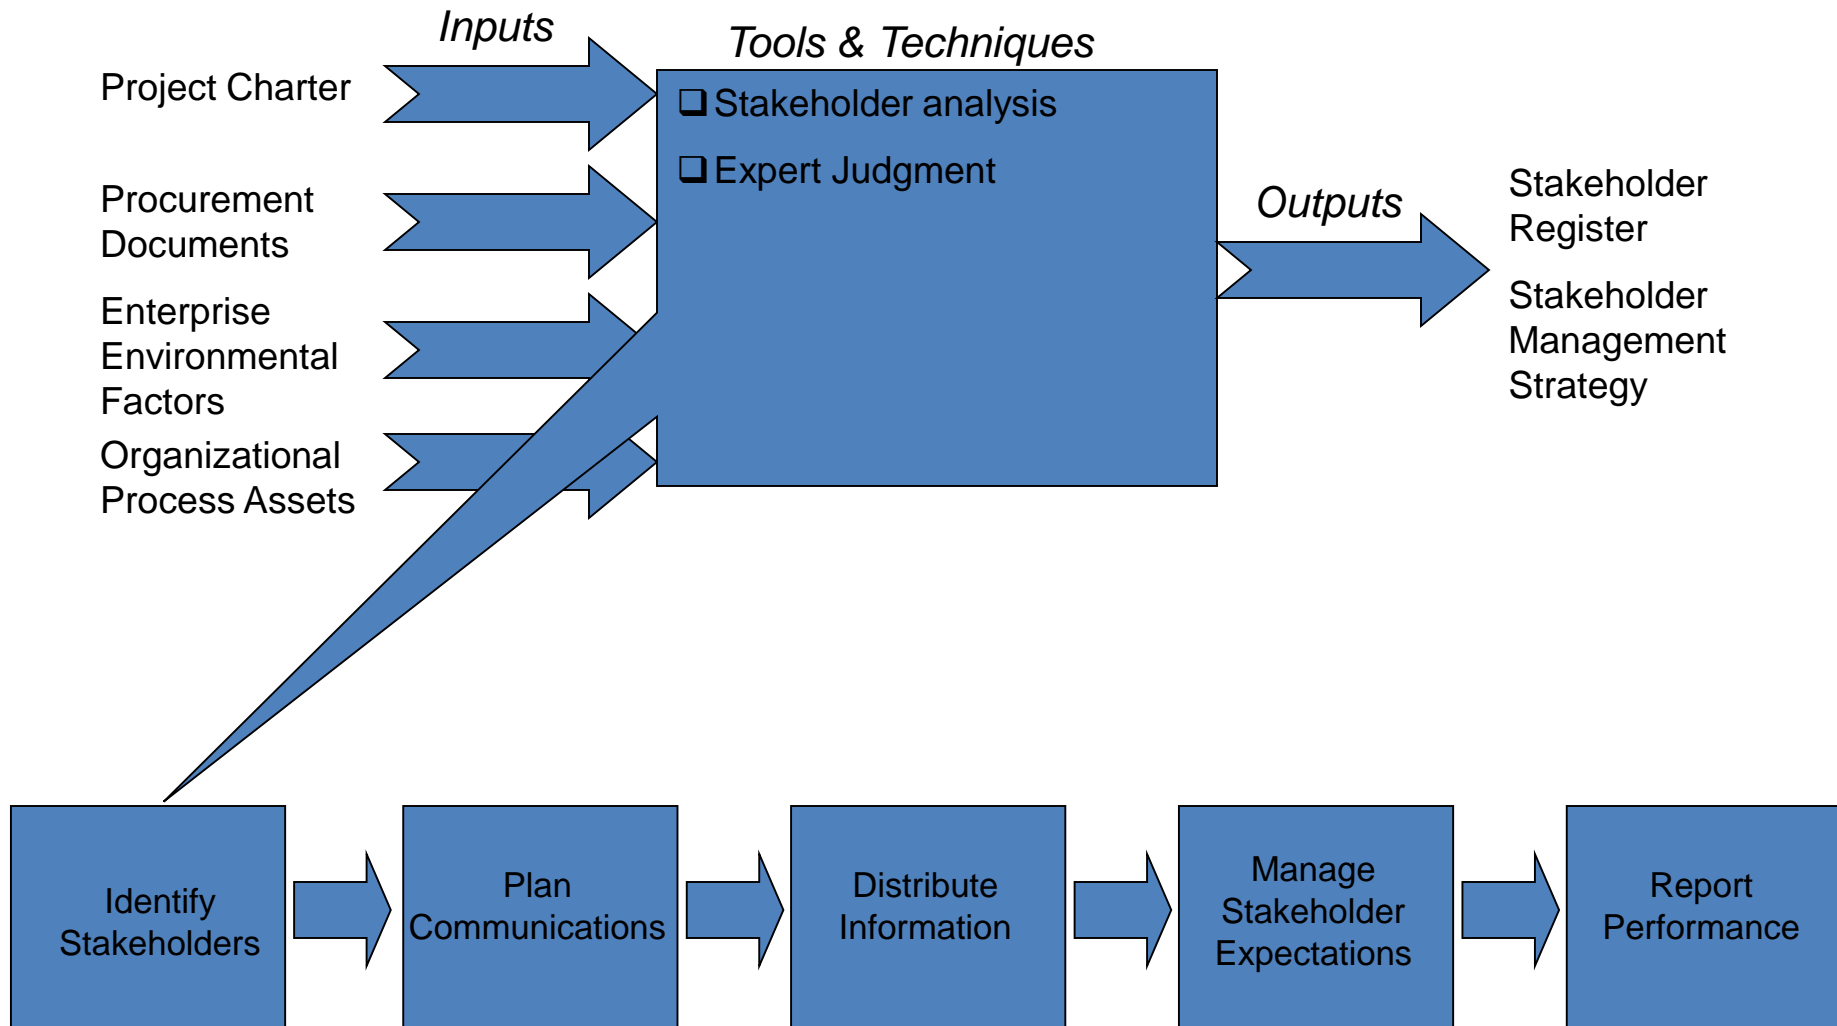 Inputs
Tools & Techniques
Project Charter
Procurement
Documents
Enterprise
Environmental
Factors
Organizational
Process Assets
❑ Stakeholder analysis
❑ Expert Judgment
Outputs
Stakeholder
Register
Stakeholder
Management
Strategy
Identify
Stakeholders
Plan
Communications
Distribute
Information
Manage
Stakeholder
Expectations
Report
Performance